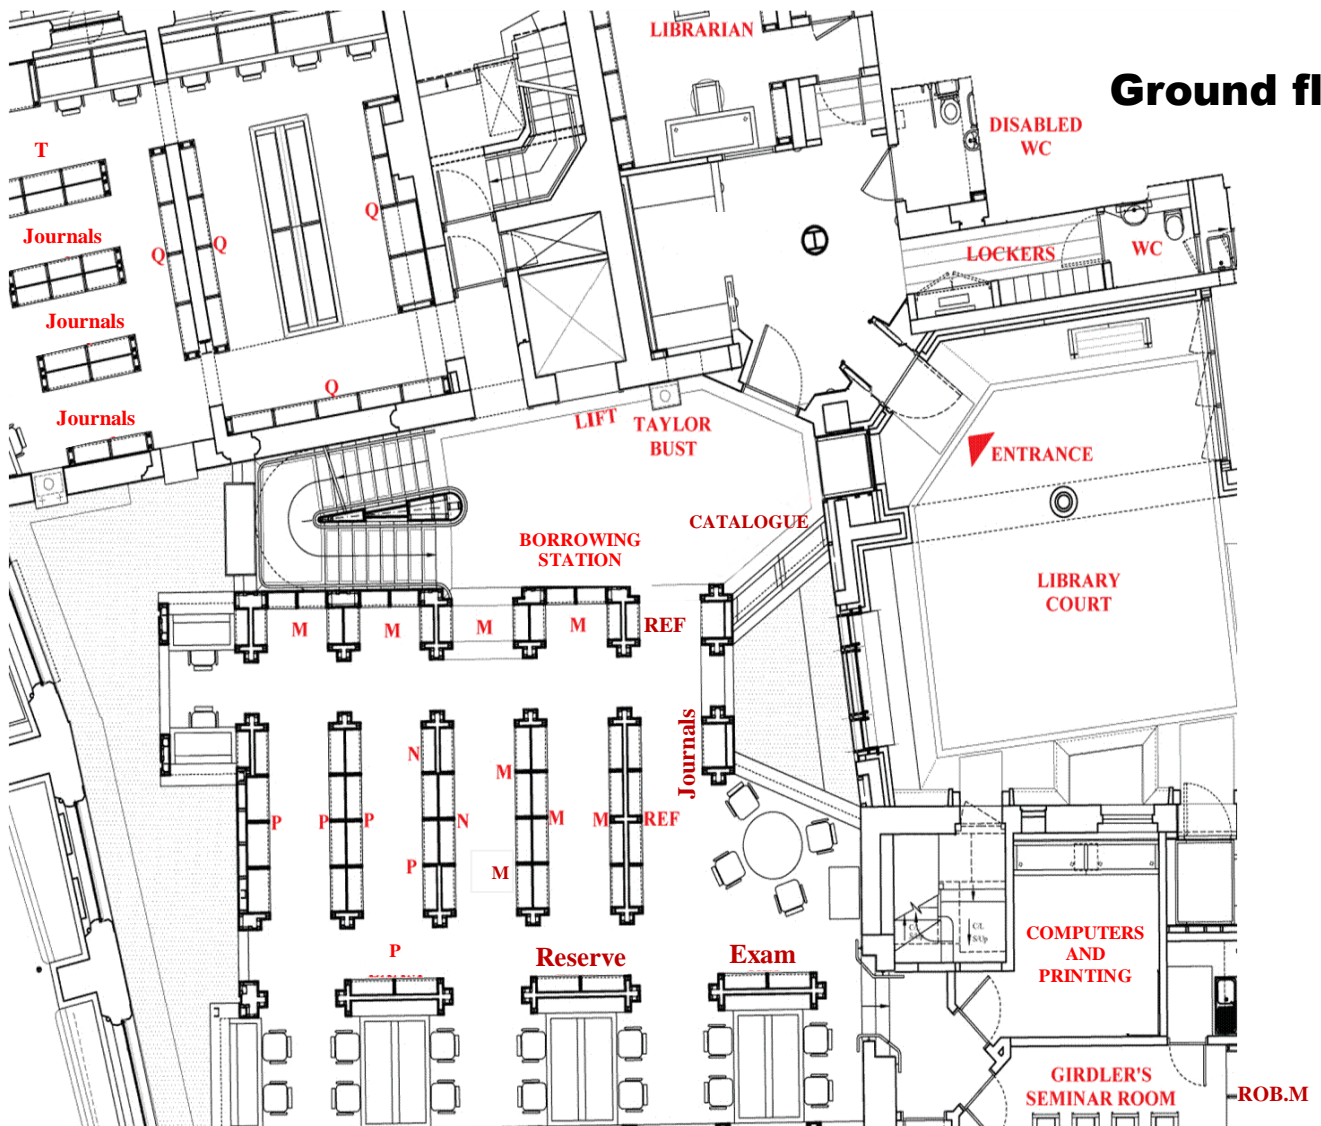 LIBRARIAN
Ground fl
DISABLED
WC
T
Journals
Q
Q
Q
LOCKERS
WC
Journals
Q
Journals
LIFT
TAYLOR
BUST
ENTRANCE
CATALOGUE
BORROWING
STATION
LIBRARY
COURT
M
M
M
M
REF
Journals
N
M
P
P
P
N
M
M
REF
P
M
C/L
S/Up
P
Reserve
Exam
COMPUTERS
AND
PRINTING
GIRDLER'S
SEMINAR ROOM
ROB.M